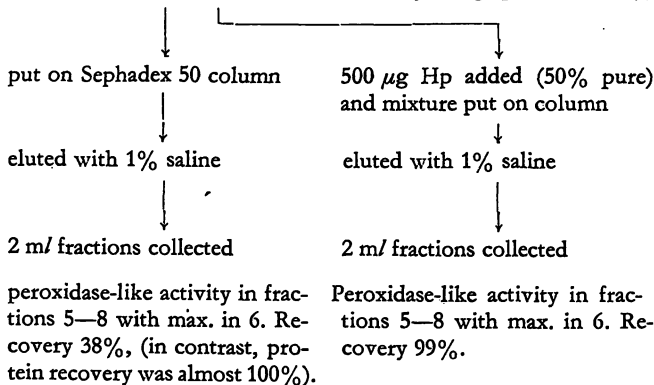 put on Sephadex 50 column
eluted with 1% saline
2 ml fractions collected
peroxidase-like activity in frac-
tions 5—8 with max. in 6. Re-
covery 38%, (in contrast, pro-
tein recovery was almost 100%).
500 μg Hp added (50% pure)
and mixture put on column
eluted with 1% saline
2 ml fractions collected
Peroxidase-like activity in frac-
tions 5—8 with max. in 6. Re-
covery 99%.